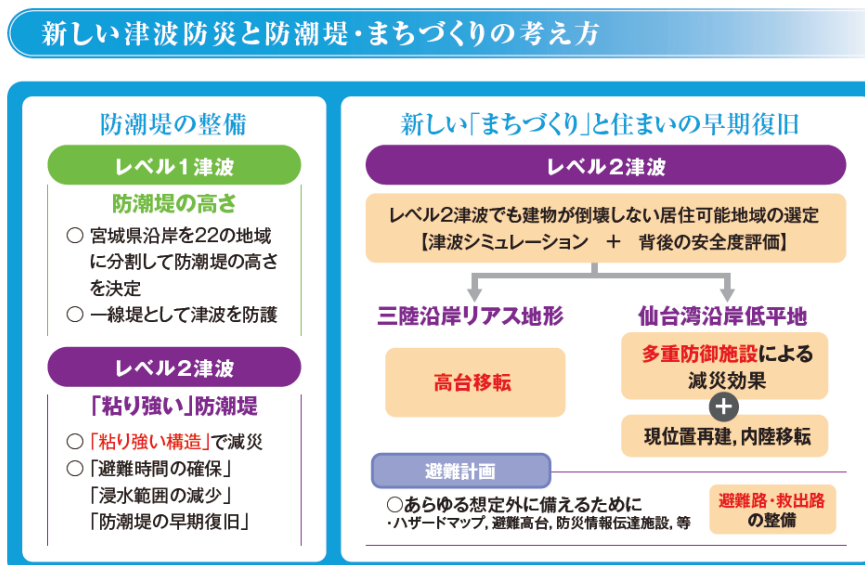 新しい津波防災と防潮堤・まちづくりの考え方
防潮堤の整備
レベル1津波
防潮堤の高さ
○ 宮城県沿岸を22の地域
に分割して防潮堤の高さ
を決定
○ 一線堤として津波を防護
レベル2津波
「粘り強い」防潮堤
○「粘り強い構造」で減災
○「避難時間の確保」
「浸水範囲の減少」
「防潮堤の早期復旧」
新しい「まちづくり」と住まいの早期復旧
レベル2津波
レベル2津波でも建物が倒壊しない居住可能地域の選定
【津波シミュレーション ＋ 背後の安全度評価】
三陸沿岸リアス地形
高台移転
仙台湾沿岸低平地
多重防御施設による
減災効果
+
現位置再建,内陸移転
避難計画
○あらゆる想定外に備えるために
・ハザードマップ,避難高台,防災情報伝達施設,等
避難路・救出路
の整備